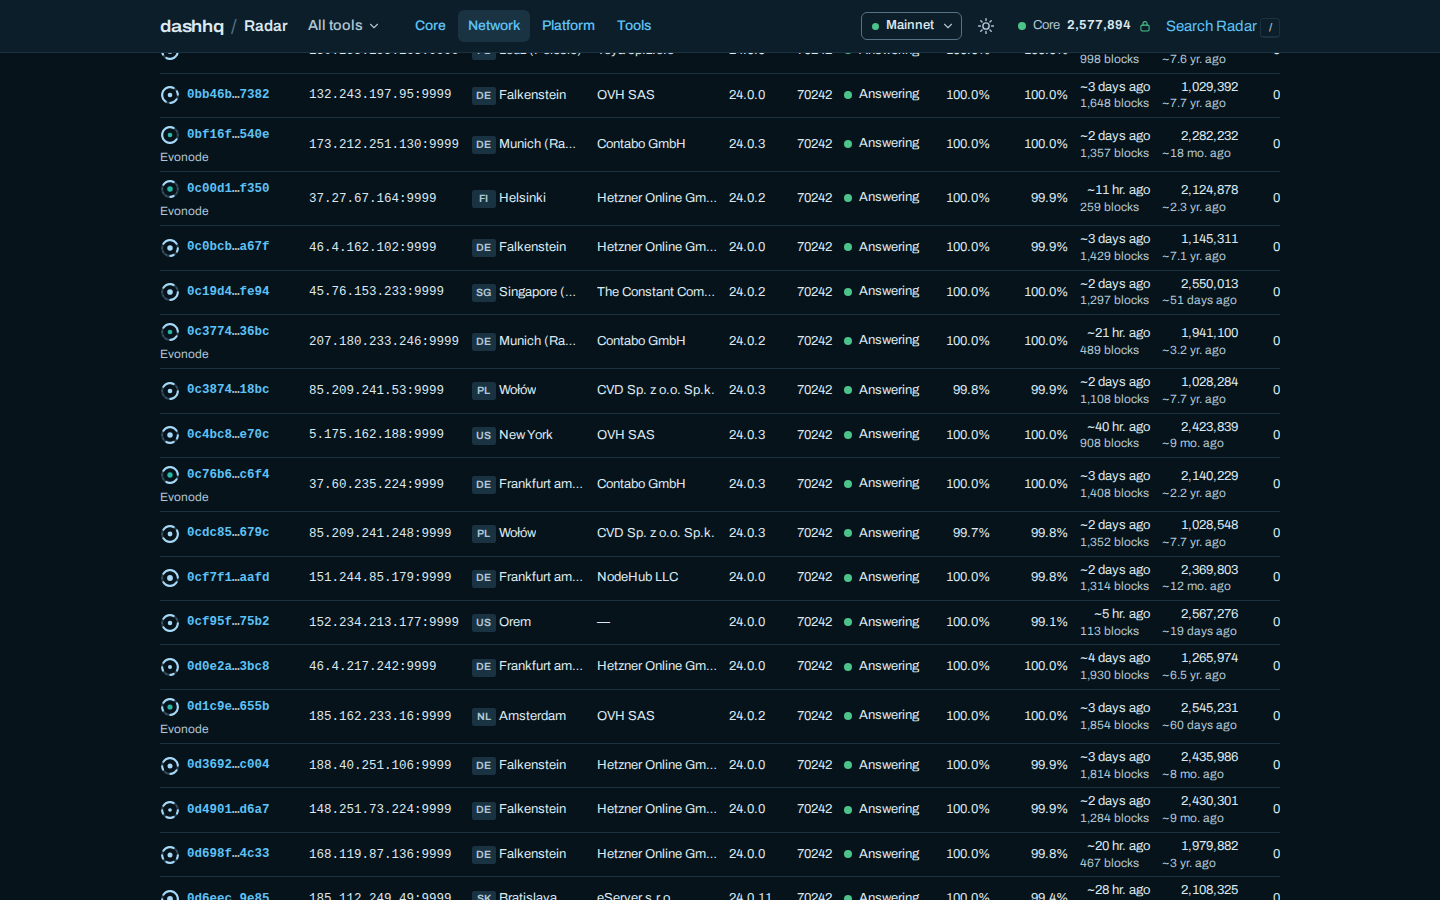 dashhq / Radar All tools Core Network Platform Tools Mainnet Core 2,577,894 Search Radar /
998 blocks ~7.6 yr. ago
0bb46b…7382 132.243.197.95:9999 DE Falkenstein OVH SAS 24.0.0 70242 Answering 100.0% 100.0% ~3 days ago 1,029,392
1,648 blocks ~7.7 yr. ago
0bf16f…540e 173.212.251.130:9999 DE Munich (Ra… Contabo GmbH 24.0.3 70242 Answering 100.0% 100.0% ~2 days ago 2,282,232 0
Evonode 1,357 blocks ~18 mo. ago
0c00d1…f350 37.27.67.164:9999 FI Helsinki Hetzner Online Gm… 24.0.2 70242 Answering 100.0% 99.9% ~11 hr. ago 2,124,878 0
Evonode 259 blocks ~2.3 yr. ago
0c0bcb…a67f 46.4.162.102:9999 DE Falkenstein Hetzner Online Gm… 24.0.0 70242 Answering 100.0% 99.9% ~3 days ago 1,145,311 0
1,429 blocks ~7.1 yr. ago
0c19d4…fe94 45.76.153.233:9999 SG Singapore (… The Constant Com… 24.0.2 70242 Answering 100.0% 100.0% ~2 days ago 2,550,013 0
1,297 blocks ~51 days ago
0c3774…36bc 207.180.233.246:9999 DE Munich (Ra… Contabo GmbH 24.0.2 70242 Answering 100.0% 100.0% ~21 hr. ago 1,941,100 0
Evonode 489 blocks ~3.2 yr. ago
0c3874…18bc 85.209.241.53:9999 PL Wołów CVD Sp. z o.o. Sp.k. 24.0.3 70242 Answering 99.8% 99.9% ~2 days ago 1,028,284 0
1,108 blocks ~7.7 yr. ago
0c4bc8…e70c 5.175.162.188:9999 US New York OVH SAS 24.0.3 70242 Answering 100.0% 100.0% ~40 hr. ago 2,423,839 0
908 blocks ~9 mo. ago
0c76b6…c6f4 37.60.235.224:9999 DE Frankfurt am… Contabo GmbH 24.0.3 70242 Answering 100.0% 99.9% ~3 days ago 2,140,229 0
Evonode 1,408 blocks ~2.2 yr. ago
0cdc85…679c 85.209.241.248:9999 PL Wołów CVD Sp. z o.o. Sp.k. 24.0.3 70242 Answering 99.7% 99.8% ~2 days ago 1,028,548 0
1,352 blocks ~7.7 yr. ago
0cf7f1…aafd 151.244.85.179:9999 DE Frankfurt am… NodeHub LLC 24.0.0 70242 Answering 100.0% 99.8% ~2 days ago 2,369,803 0
1,314 blocks ~12 mo. ago
0cf95f…75b2 152.234.213.177:9999 US Orem — 24.0.0 70242 Answering 100.0% 99.1% ~5 hr. ago 2,567,276 0
113 blocks ~19 days ago
0d0e2a…3bc8 46.4.217.242:9999 DE Frankfurt am… Hetzner Online Gm… 24.0.0 70242 Answering 100.0% 100.0% ~4 days ago 1,265,974 0
1,930 blocks ~6.5 yr. ago
0d1c9e…655b 185.162.233.16:9999 NL Amsterdam OVH SAS 24.0.2 70242 Answering 100.0% 100.0% ~3 days ago 2,545,231 0
Evonode 1,854 blocks ~60 days ago
0d3692…c004 188.40.251.106:9999 DE Falkenstein Hetzner Online Gm… 24.0.0 70242 Answering 100.0% 99.9% ~3 days ago 2,435,986 0
1,814 blocks ~8 mo. ago
0d4901…d6a7 148.251.73.224:9999 DE Falkenstein Hetzner Online Gm… 24.0.0 70242 Answering 100.0% 99.9% ~2 days ago 2,430,301 0
1,284 blocks ~9 mo. ago
0d698f…4c33 168.119.87.136:9999 DE Falkenstein Hetzner Online Gm… 24.0.0 70242 Answering 100.0% 99.8% ~20 hr. ago 1,979,882 0
467 blocks ~3 yr. ago
0d6eec…9e85 185.112.249.49:9999 SK Bratislava eServer s.r.o. 24.0.11 70242 Answering 100.0% 99.4% ~28 hr. ago 2,108,325 0